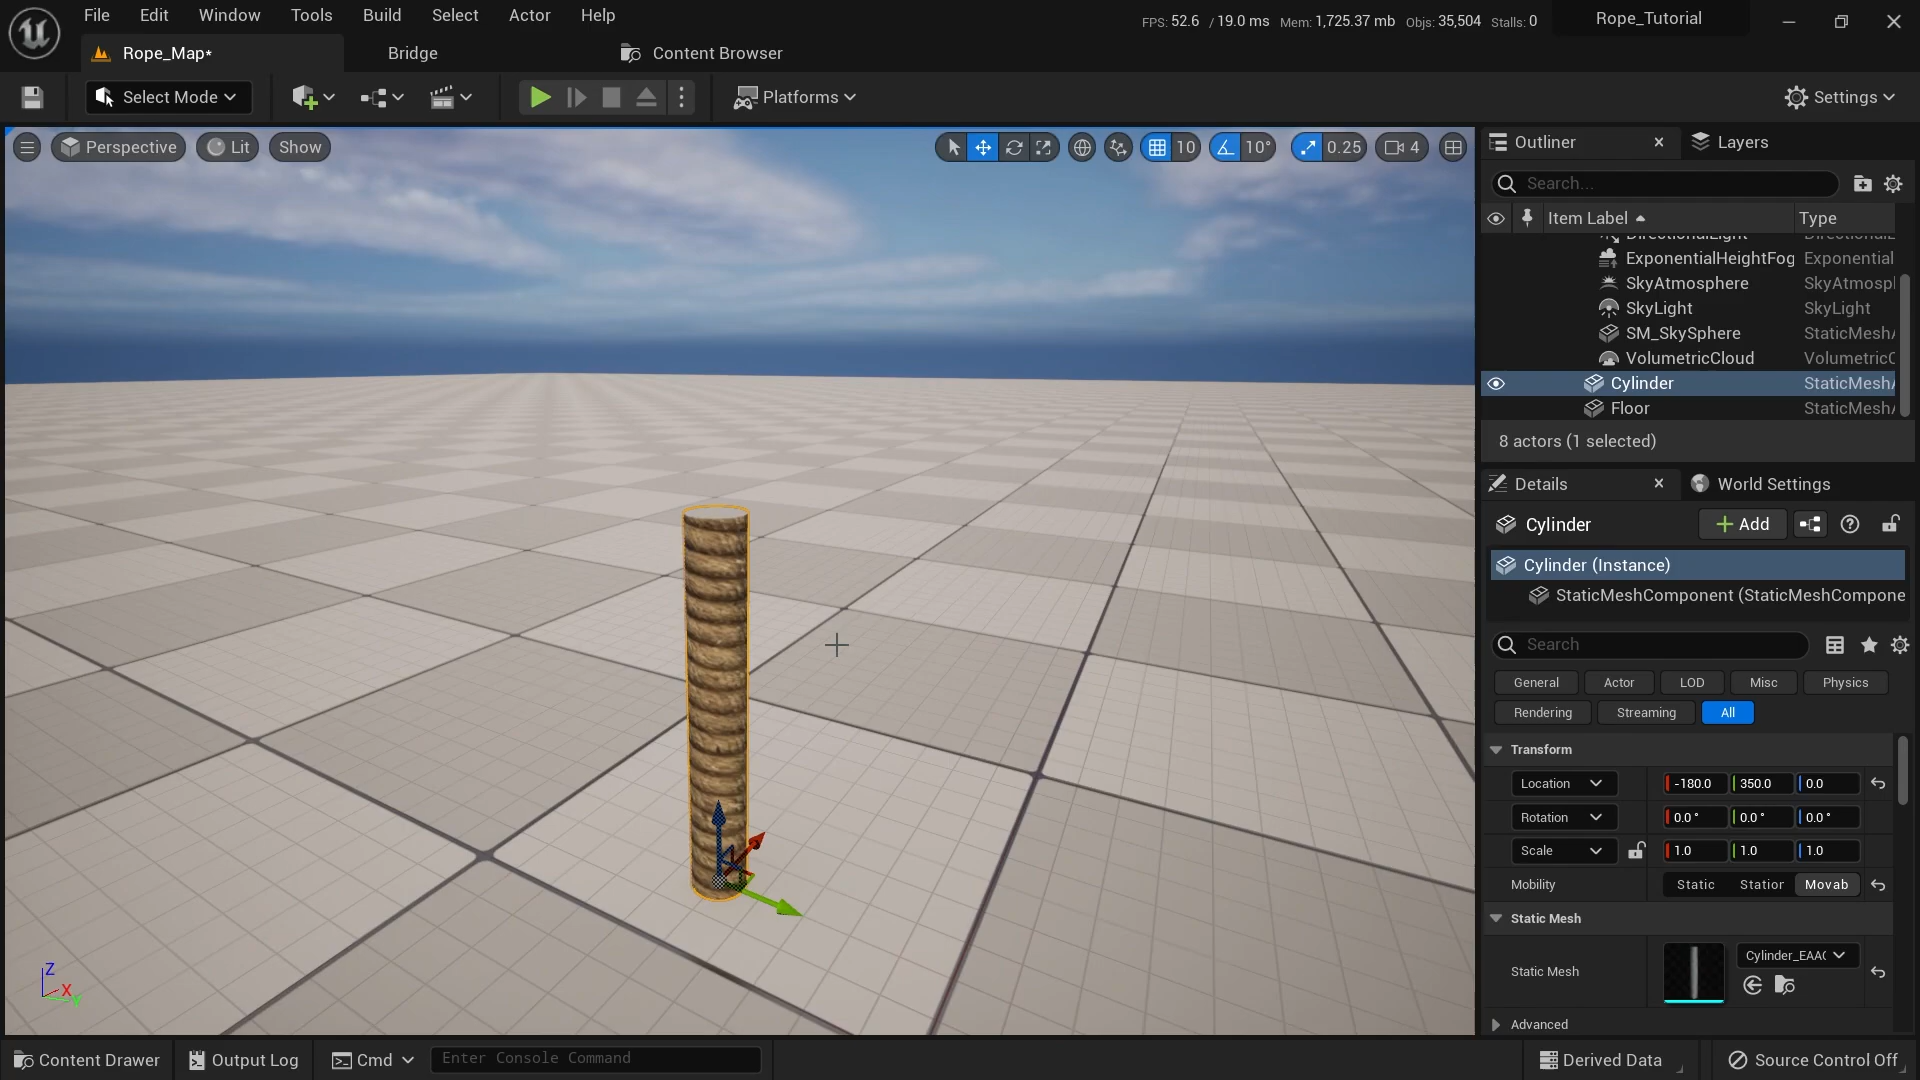 File Edit Window Tools Build Select Actor Help
FPS: 52.6 / 19.0 ms Mem: 1,725.37 mb Objs: 35,504 Stalls: 0
Rope_Tutorial
Rope_Map*
Bridge
Content Browser
Select Mode
Platforms
Settings
Perspective
Lit
Show
10
10°
0.25
4
Outliner
Layers
Search...
Item Label
Type
DirectionalLight
ExponentialHeightFog Exponential
SkyAtmosphere SkyAtmospl
SkyLight SkyLight
SM_SkySphere StaticMesh
VolumetricCloud VolumetricC
Cylinder StaticMesh
Floor StaticMesh
8 actors (1 selected)
Details
World Settings
Cylinder
Add
Cylinder (Instance)
StaticMeshComponent (StaticMeshCompone
Search
General Actor LOD Misc Physics
Rendering Streaming All
Transform
Location -180.0 350.0 0.0
Rotation 0.0 ° 0.0 ° 0.0 °
Scale 1.0 1.0 1.0
Mobility Static Station Movab
Static Mesh
Static Mesh
Cylinder_EAA
Advanced
Z
X
Y
Content Drawer
Output Log
Cmd
Enter Console Command
Derived Data
Source Control Off